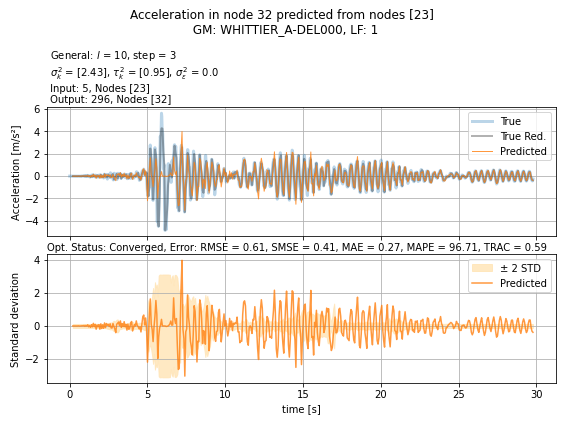 Acceleration in node 32 predicted from nodes [23]
GM: WHITTIER_A-DEL000, LF: 1
General: l = 10, step = 3
σ²ₖ = [2.43], τ²ₖ = [0.95], σ²ε = 0.0
Input: 5, Nodes [23]
Output: 296, Nodes [32]
6
4
2
0
−2
−4
Acceleration [m/s²]
True
True Red.
Predicted
Opt. Status: Converged, Error: RMSE = 0.61, SMSE = 0.41, MAE = 0.27, MAPE = 96.71, TRAC = 0.59
4
2
0
−2
Standard deviation
± 2 STD
Predicted
0 5 10 15 20 25 30
time [s]